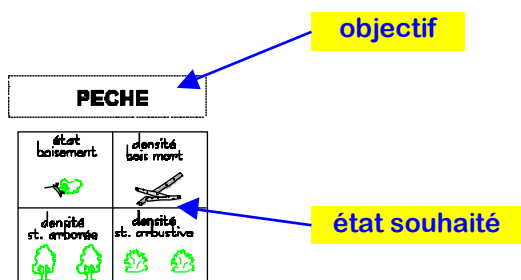 objectif
PECHE
état
boisement
densité
bois mort
densité
st. arborée
densité
st. arbustive
état souhaité